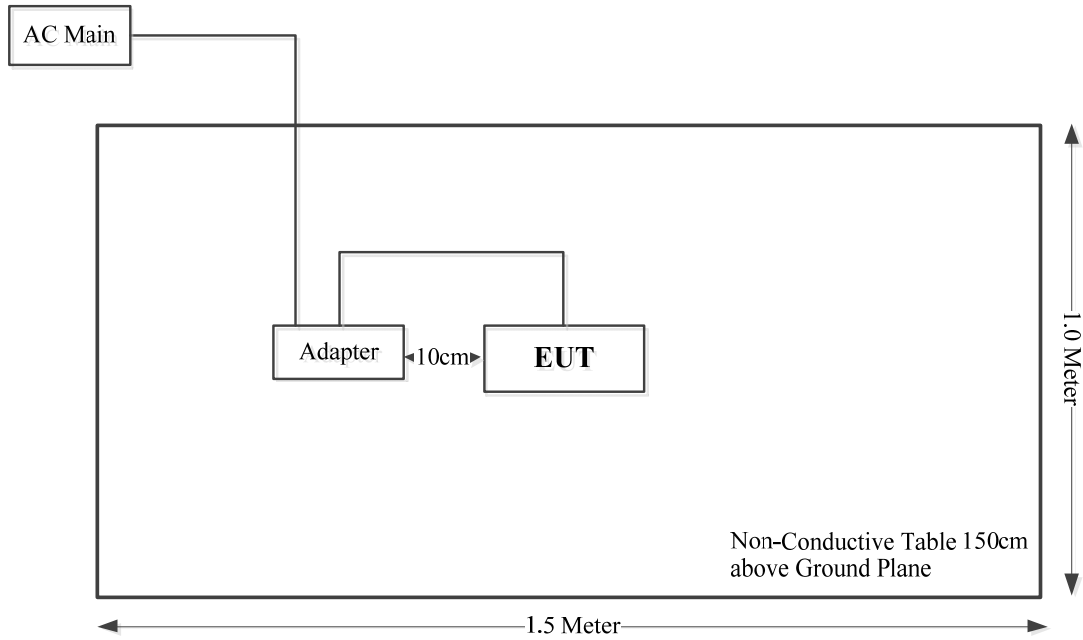 AC Main
Adapter
10cm
EUT
1.0 Meter
Non-Conductive Table 150cm
above Ground Plane
1.5 Meter